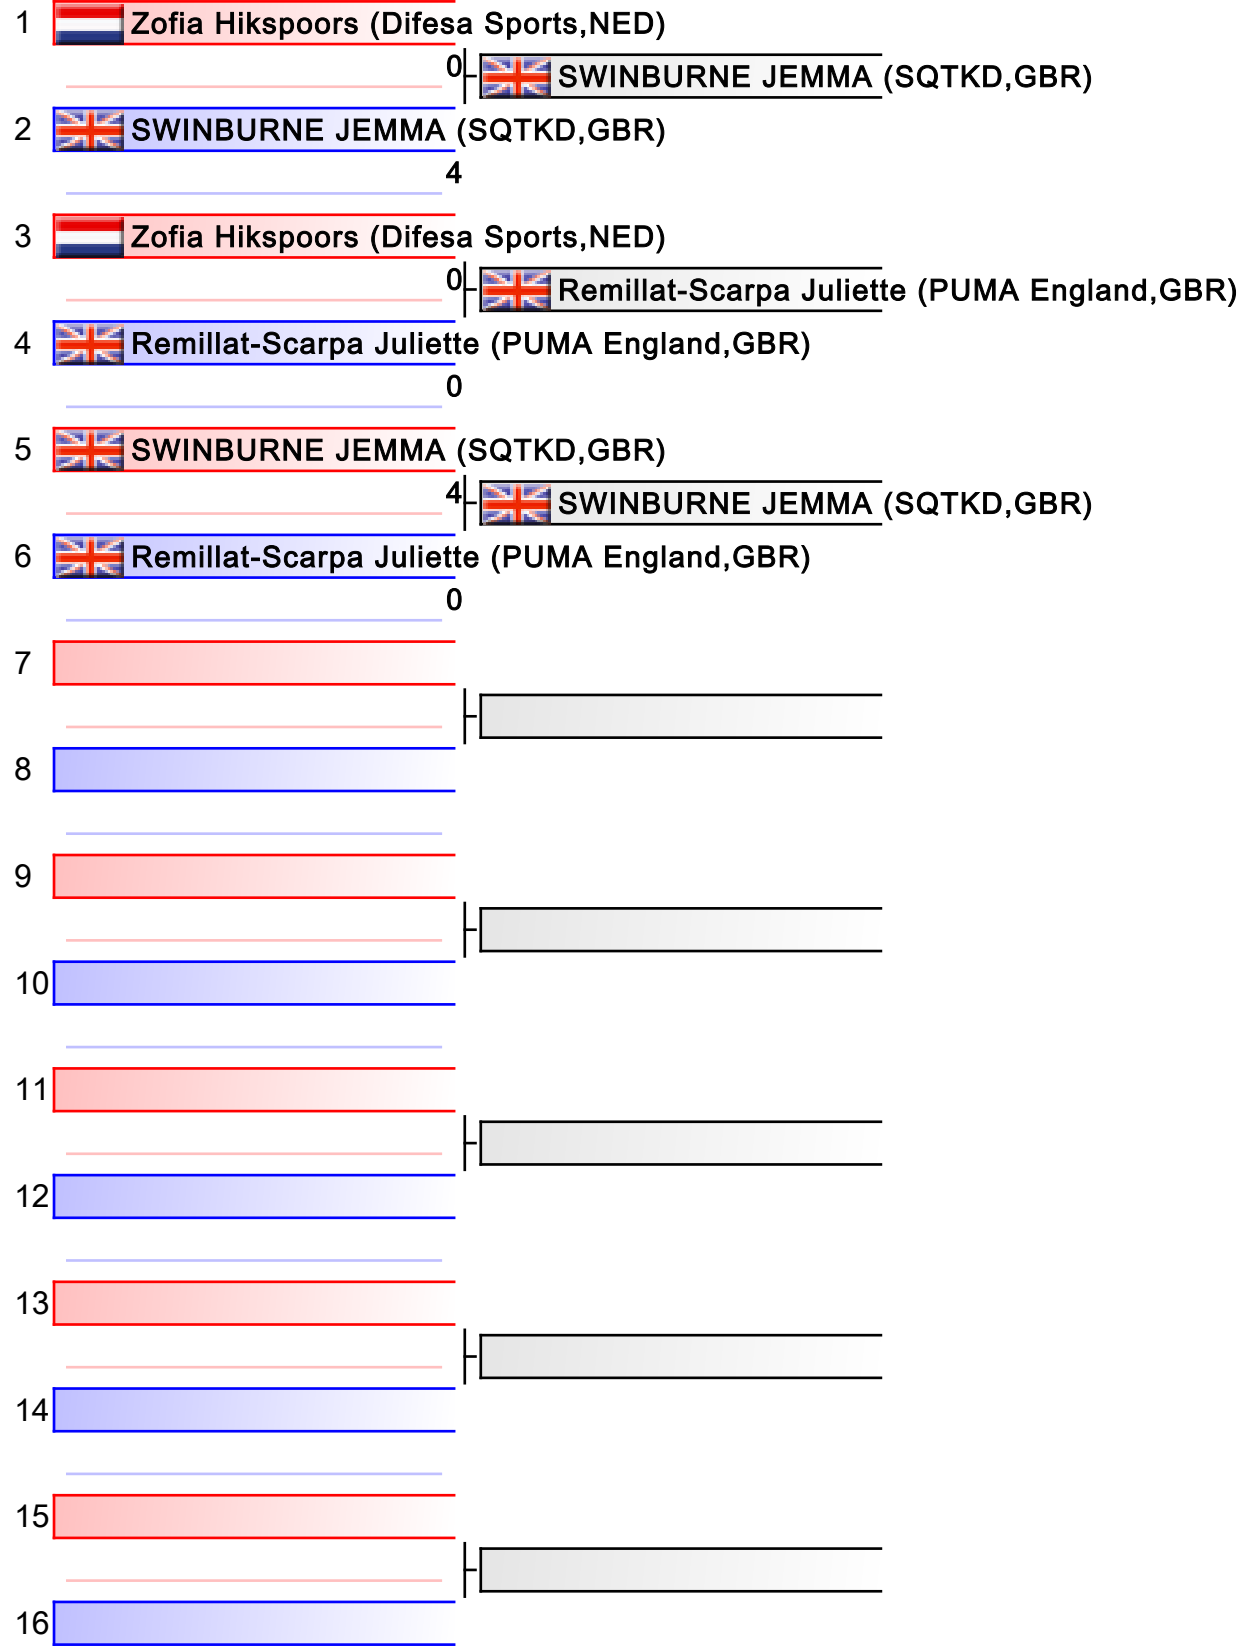 1 Zofia Hikspoors (Difesa Sports,NED)
0 SWINBURNE JEMMA (SQTKD,GBR)
2 SWINBURNE JEMMA (SQTKD,GBR)
4
3 Zofia Hikspoors (Difesa Sports,NED)
0 Remillat-Scarpa Juliette (PUMA England,GBR)
4 Remillat-Scarpa Juliette (PUMA England,GBR)
0
5 SWINBURNE JEMMA (SQTKD,GBR)
4 SWINBURNE JEMMA (SQTKD,GBR)
6 Remillat-Scarpa Juliette (PUMA England,GBR)
0
7
8
9
10
11
12
13
14
15
16